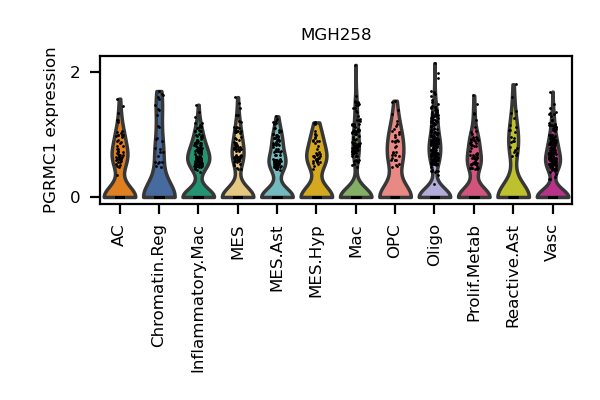 MGH258
PGRMC1 expression
2
0
AC
Chromatin.Reg
Inflammatory.Mac
MES
MES.Ast
MES.Hyp
Mac
OPC
Oligo
Prolif.Metab
Reactive.Ast
Vasc